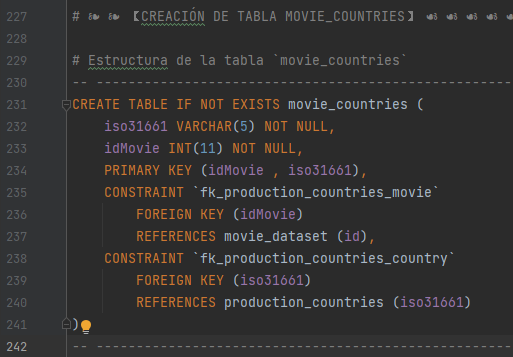 227 # ☙❧ ☙❧ 【CREACIÓN DE TABLA MOVIE_COUNTRIES】 ☙❧ ☙❧ ☙❧ ☙❧
228
229 # Estructura de la tabla `movie_countries`
230 -- ----------------------------------------------------
231 CREATE TABLE IF NOT EXISTS movie_countries (
232 iso31661 VARCHAR(5) NOT NULL,
233 idMovie INT(11) NOT NULL,
234 PRIMARY KEY (idMovie , iso31661),
235 CONSTRAINT `fk_production_countries_movie`
236 FOREIGN KEY (idMovie)
237 REFERENCES movie_dataset (id),
238 CONSTRAINT `fk_production_countries_country`
239 FOREIGN KEY (iso31661)
240 REFERENCES production_countries (iso31661)
241 )
242 -- ----------------------------------------------------